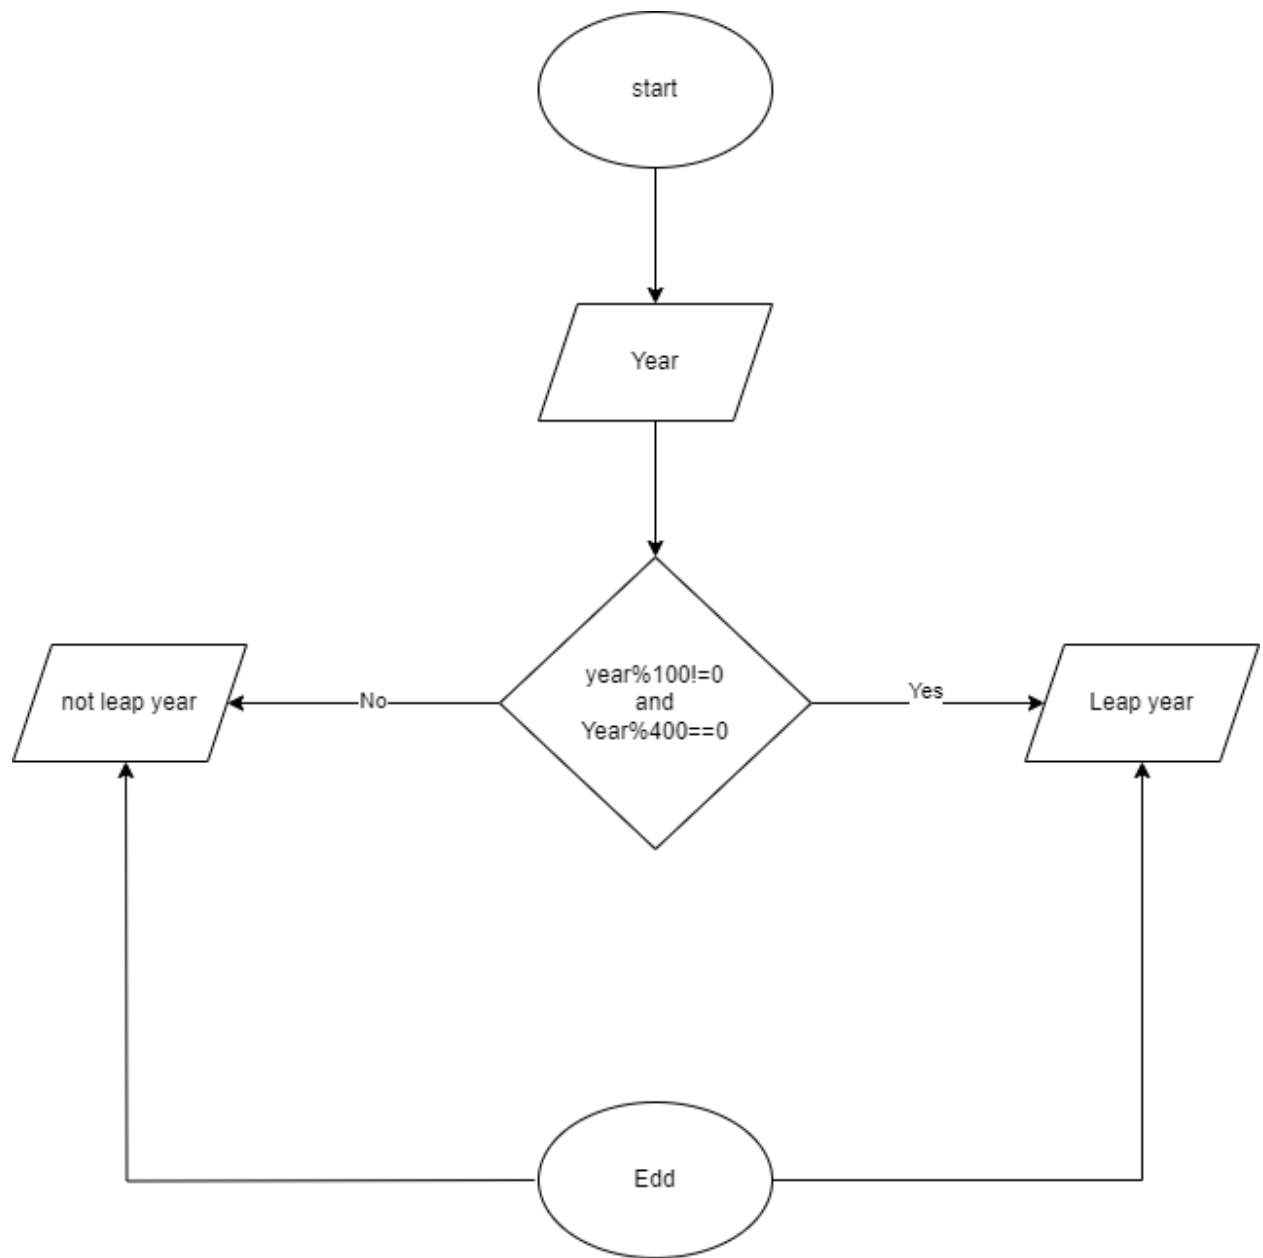 start
Year
year%100!=0
and
Year%400==0
No
Yes
not leap year
Leap year
Edd